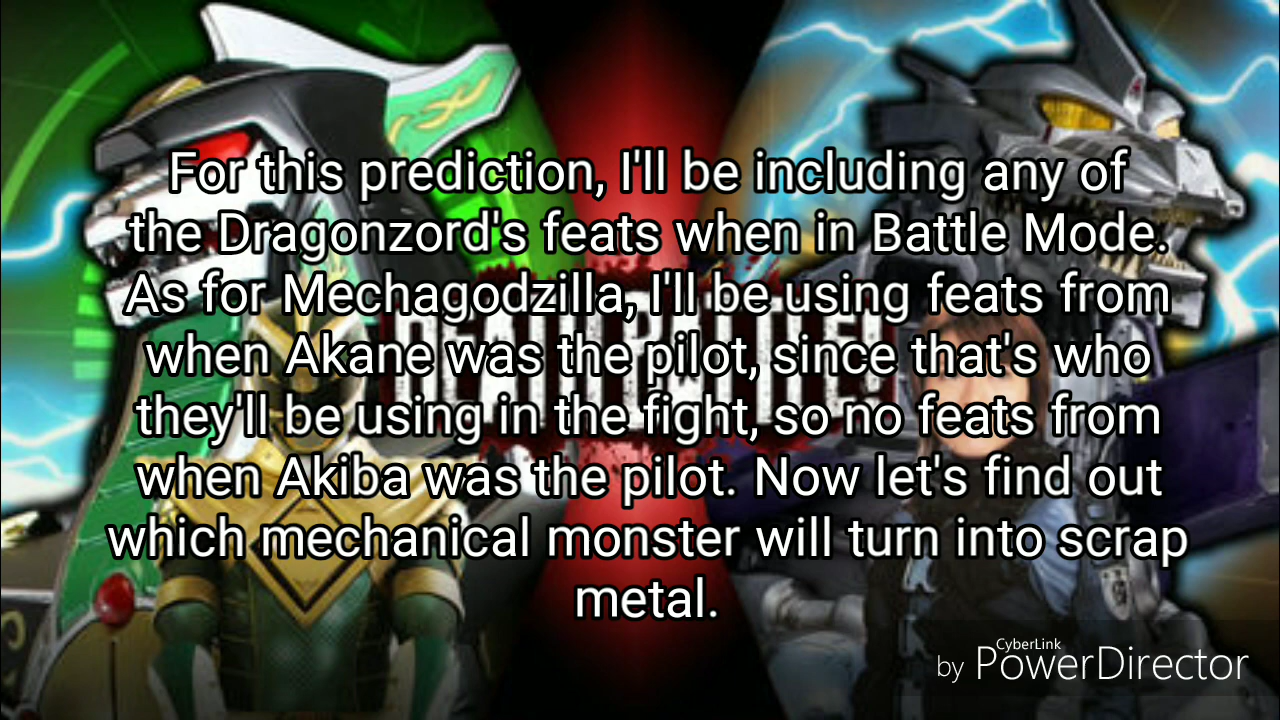 For this prediction, I'll be including any of
the Dragonzord's feats when in Battle Mode.
As for Mechagodzilla, I'll be using feats from
when Akane was the pilot, since that's who
they'll be using in the fight, so no feats from
when Akiba was the pilot. Now let's find out
which mechanical monster will turn into scrap
metal.
DEATH BATTLE!
CyberLink
by PowerDirector